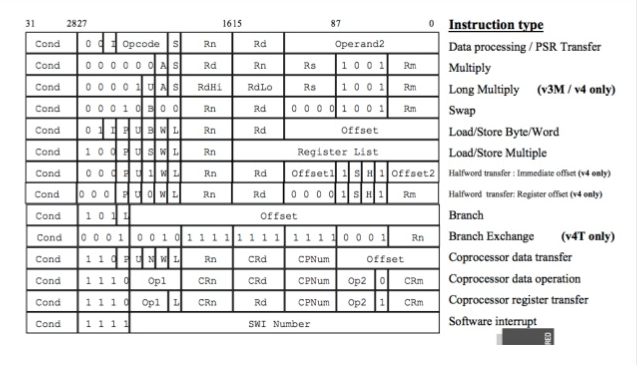 31 2827 1615 87 0 Instruction type
Cond 0 0 I Opcode S Rn Rd Operand2 Data processing / PSR Transfer
Cond 0 0 0 0 0 0 A S Rd Rn Rs 1 0 0 1 Rm Multiply
Cond 0 0 0 0 1 U A S RdHi RdLo Rs 1 0 0 1 Rm Long Multiply (v3M / v4 only)
Cond 0 0 0 1 0 B 0 0 Rn Rd 0 0 0 0 1 0 0 1 Rm Swap
Cond 0 1 I P U B W L Rn Rd Offset Load/Store Byte/Word
Cond 1 0 0 P U S W L Rn Register List Load/Store Multiple
Cond 0 0 0 P U 1 W L Rn Rd Offset1 1 S H 1 Offset2 Halfword transfer : Immediate offset (v4 only)
Cond 0 0 0 P U 0 W L Rn Rd 0 0 0 0 1 S H 1 Rm Halfword transfer: Register offset (v4 only)
Cond 1 0 1 L Offset Branch
Cond 0 0 0 1 0 0 1 0 1 1 1 1 1 1 1 1 1 1 1 1 0 0 0 1 Rn Branch Exchange (v4T only)
Cond 1 1 0 P U N W L Rn CRd CPNum Offset Coprocessor data transfer
Cond 1 1 1 0 Op1 CRn CRd CPNum Op2 0 CRm Coprocessor data operation
Cond 1 1 1 0 Op1 L CRn Rd CPNum Op2 1 CRm Coprocessor register transfer
Cond 1 1 1 1 SWI Number Software interrupt